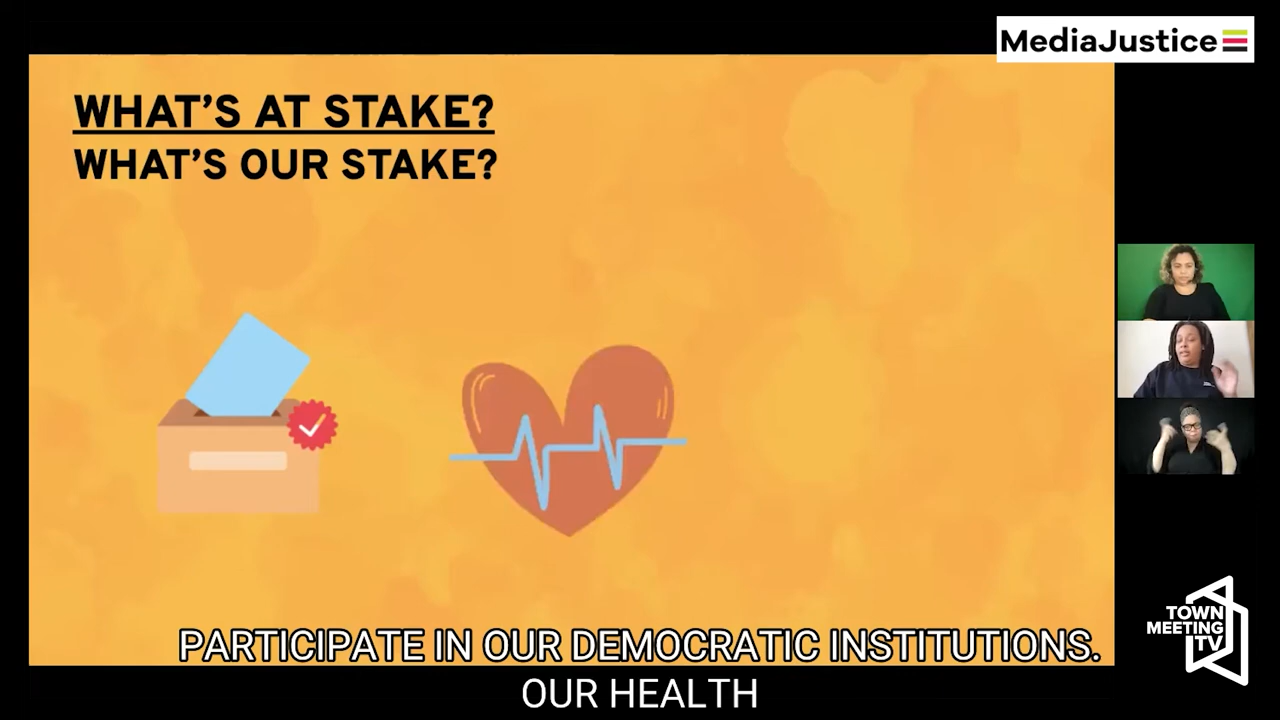 MediaJustice
WHAT'S AT STAKE?
WHAT'S OUR STAKE?
PARTICIPATE IN OUR DEMOCRATIC INSTITUTIONS.
OUR HEALTH
TOWN
MEETING
TV